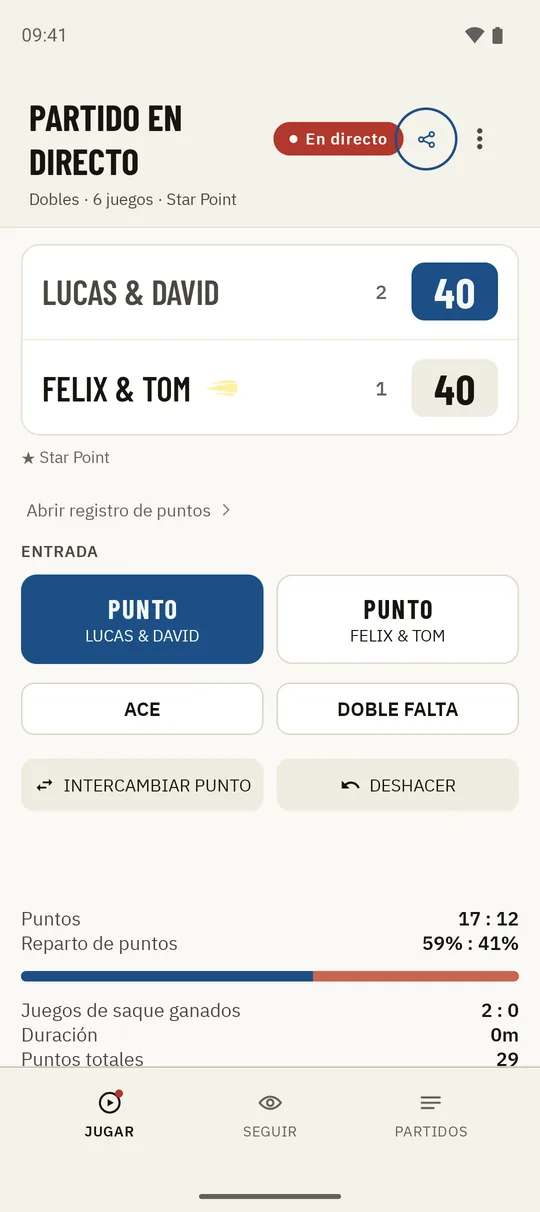 09:41
PARTIDO EN
DIRECTO
En directo
Dobles · 6 juegos · Star Point
LUCAS & DAVID 2 40
FELIX & TOM 1 40
★ Star Point
Abrir registro de puntos
ENTRADA
PUNTO
LUCAS & DAVID
PUNTO
FELIX & TOM
ACE
DOBLE FALTA
INTERCAMBIAR PUNTO
DESHACER
Puntos 17 : 12
Reparto de puntos 59% : 41%
Juegos de saque ganados 2 : 0
Duración 0m
Puntos totales 29
JUGAR
SEGUIR
PARTIDOS